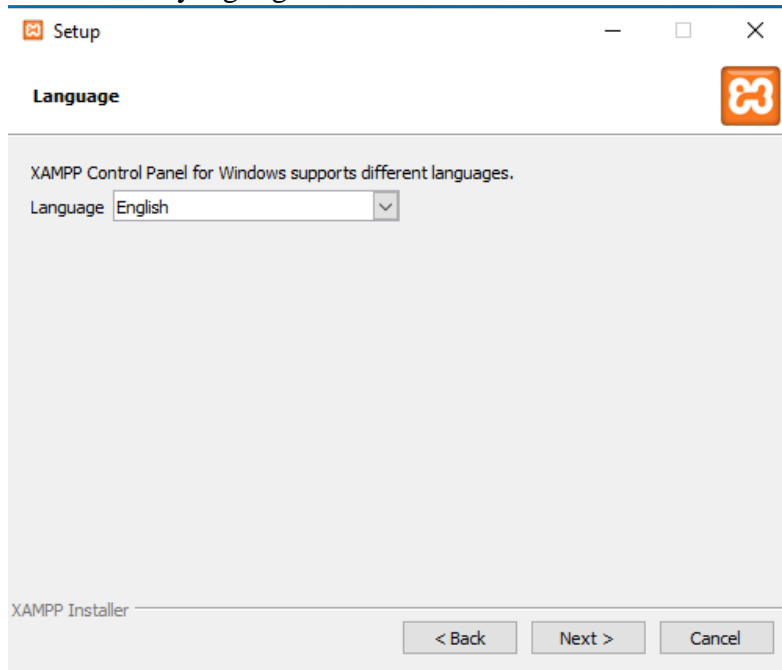 Setup
Language
XAMPP Control Panel for Windows supports different languages.
Language English
XAMPP Installer
< Back Next > Cancel